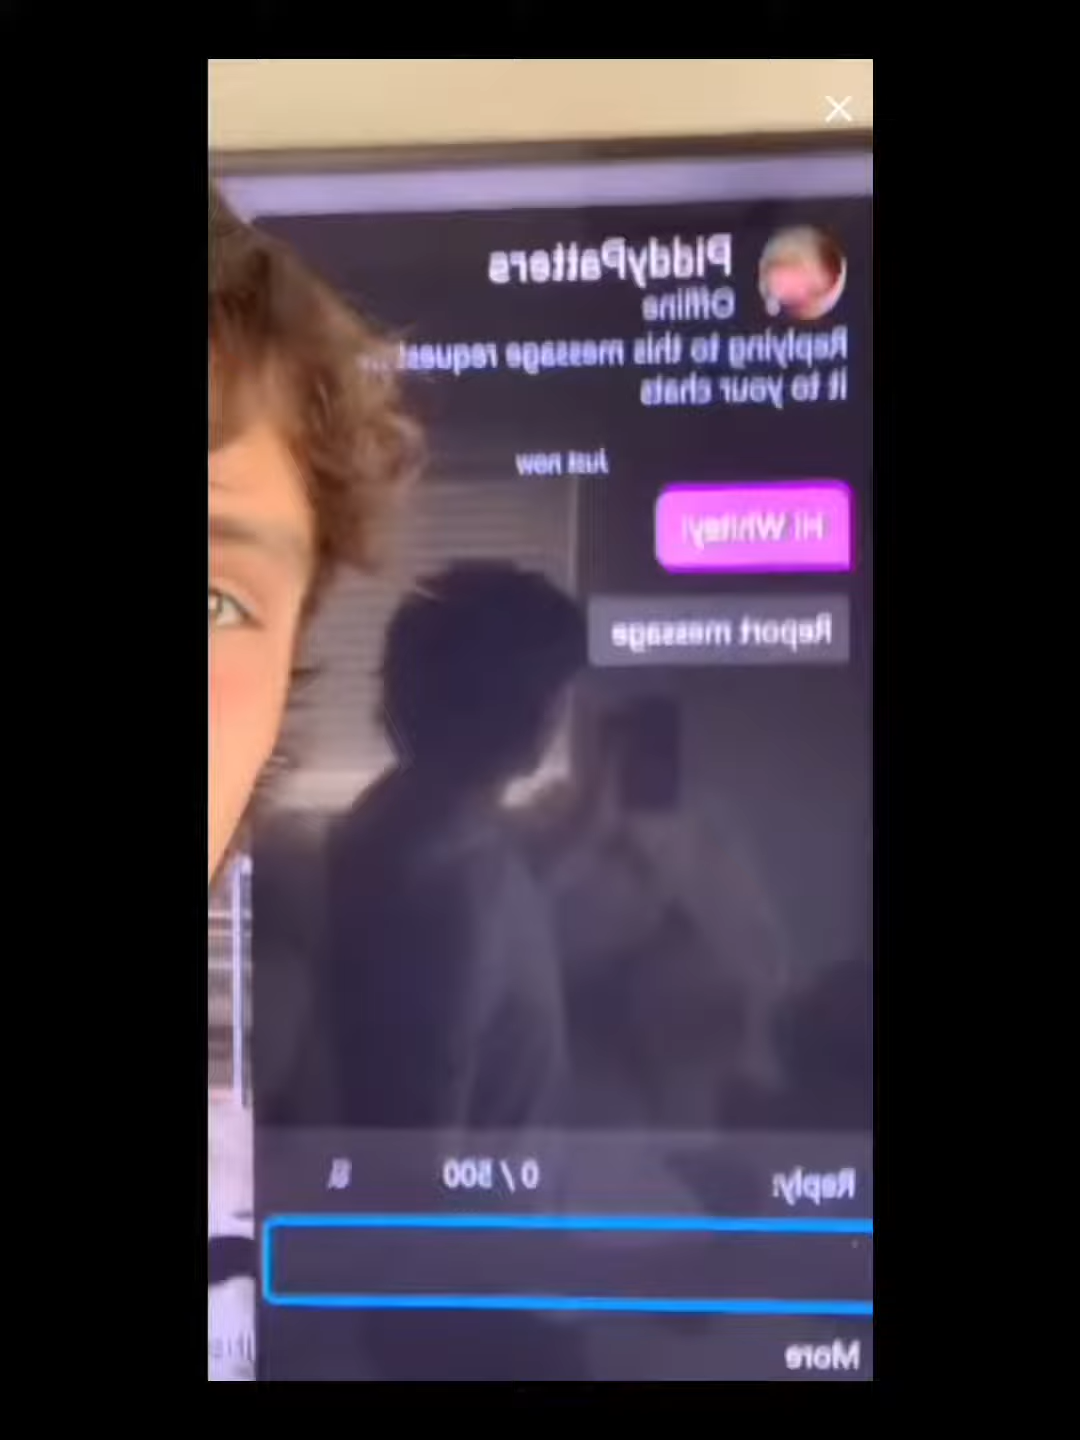 PiddyPatters
Offline
Replying to this message request
it to your chats
Just now
Hi Whitey!
Report message
Reply:
0 / 500
More